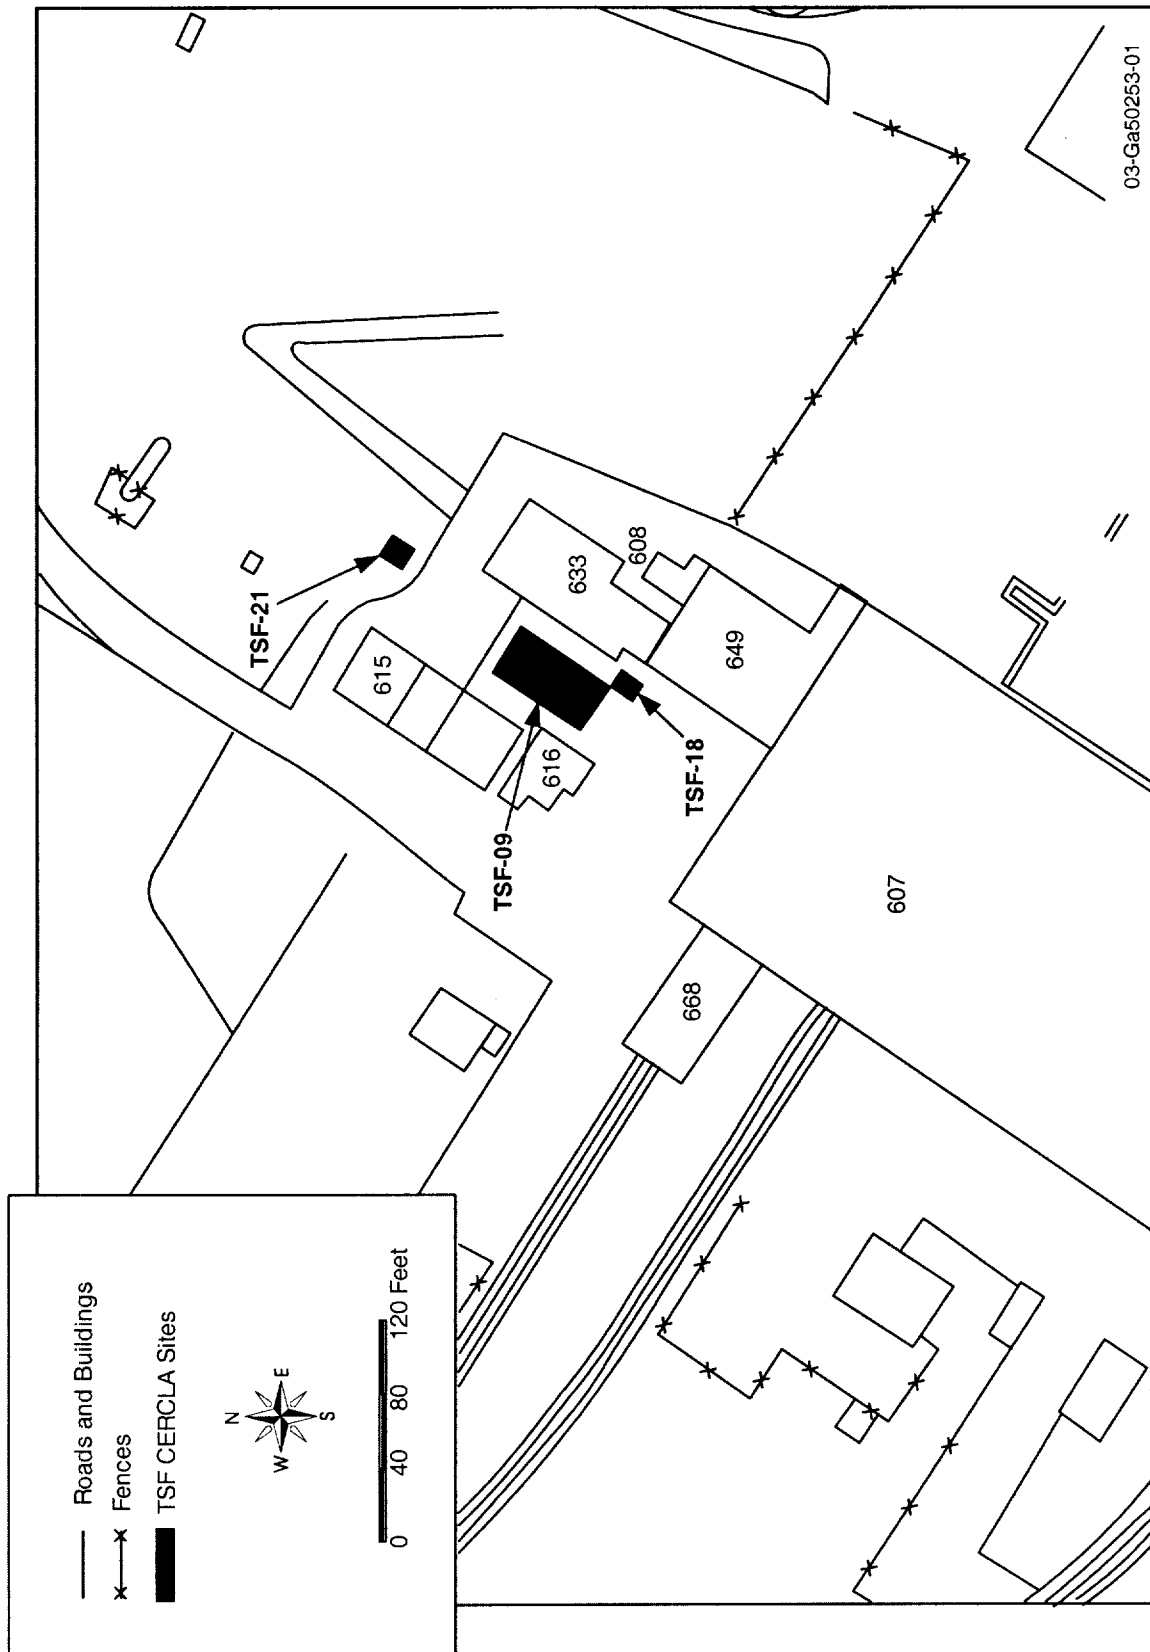 Roads and Buildings
Fences
TSF CERCLA Sites
N
W
E
S
0 40 80 120 Feet
TSF-21
615
633
608
TSF-09
616
TSF-18
649
668
607
03-Ga50253-01